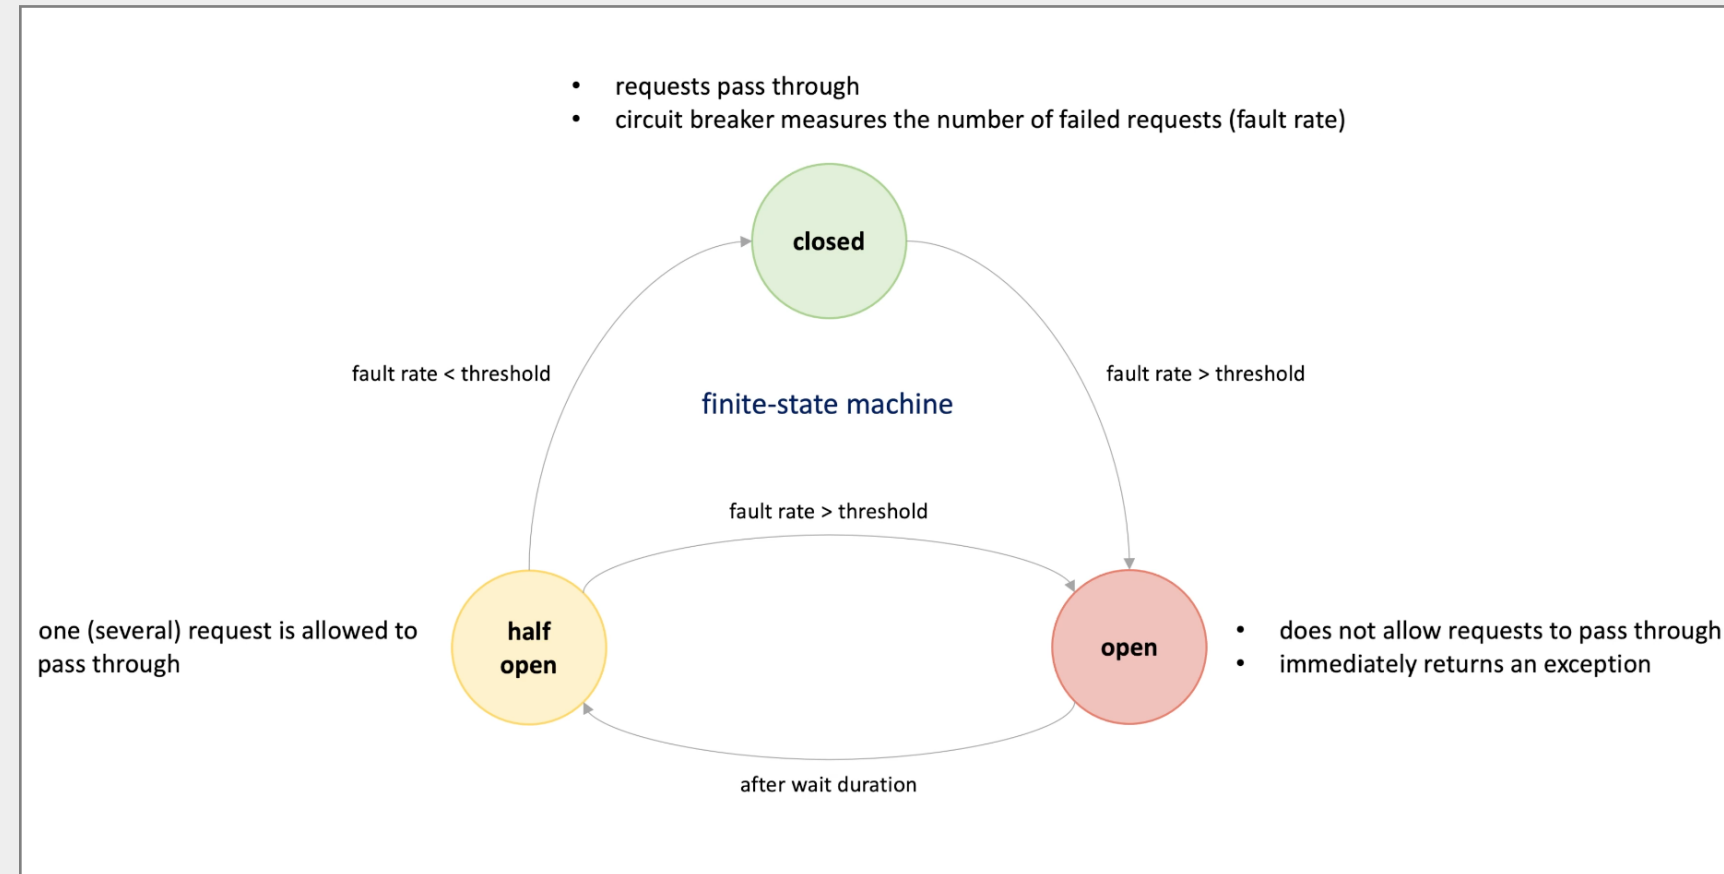 • requests pass through
• circuit breaker measures the number of failed requests (fault rate)
closed
fault rate < threshold
fault rate > threshold
finite-state machine
fault rate > threshold
one (several) request is allowed to
pass through
half
open
open
• does not allow requests to pass through
• immediately returns an exception
after wait duration